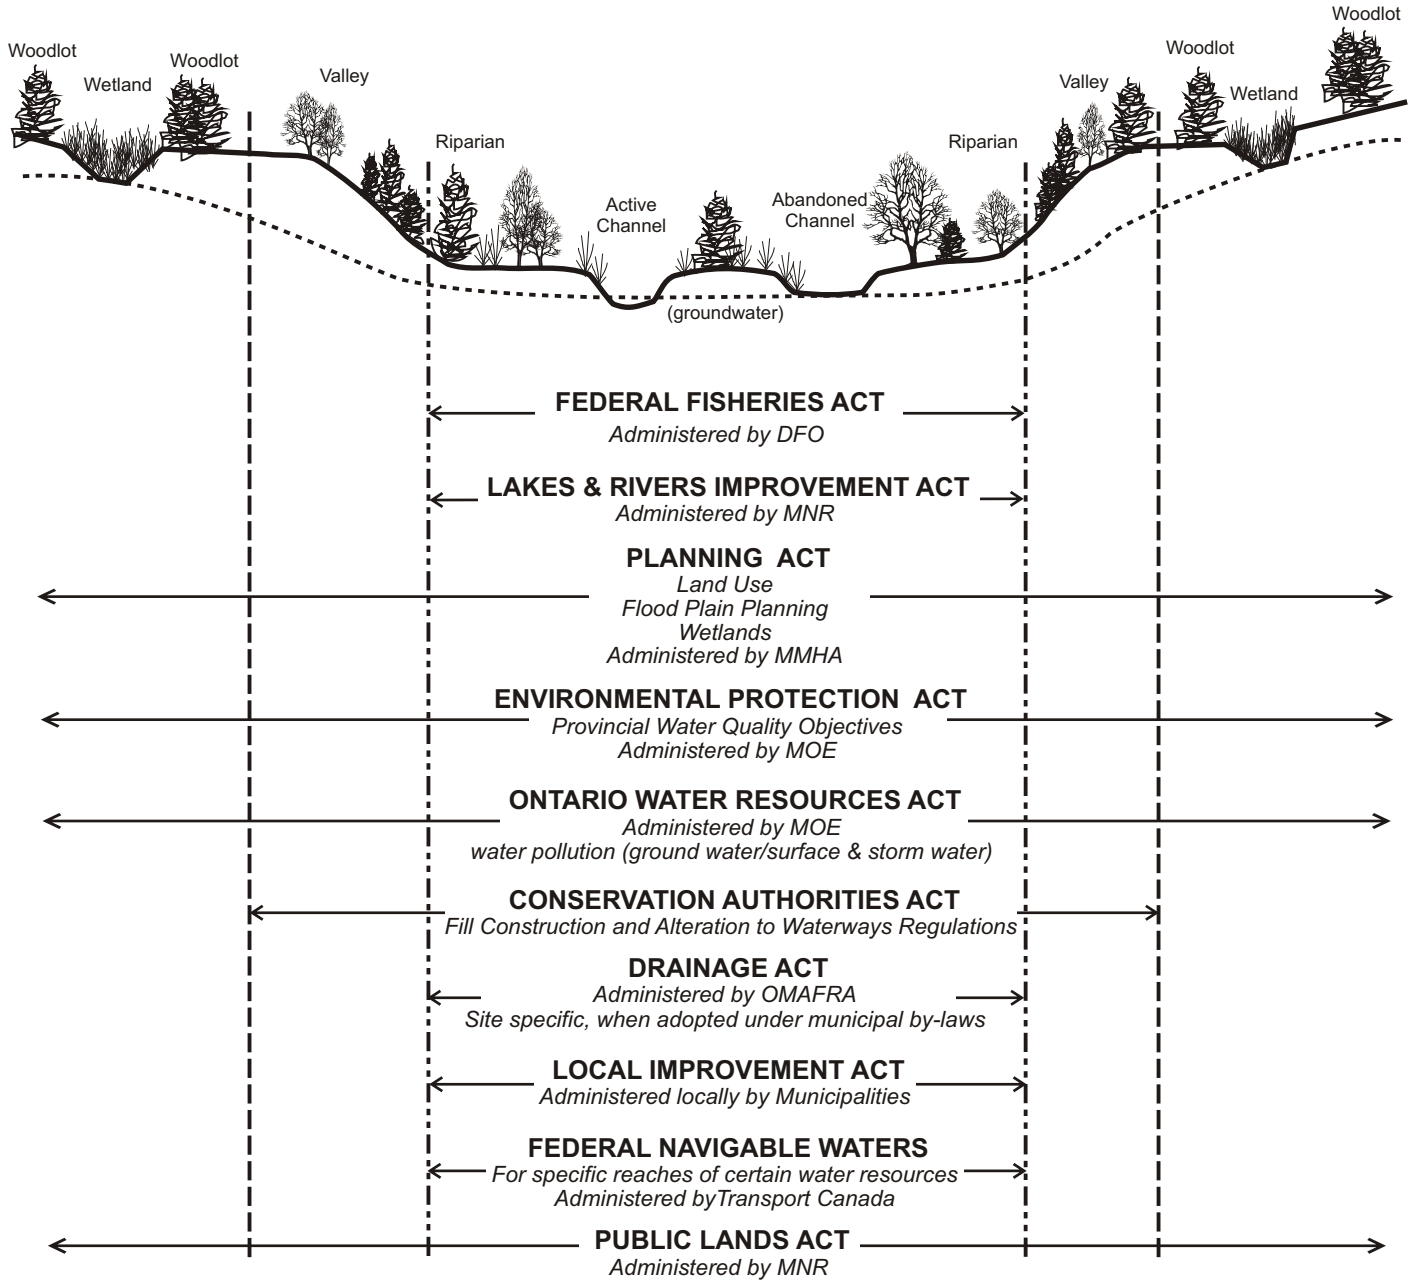 Woodlot
Wetland
Woodlot
Valley
Riparian
Active
Channel
Abandoned
Channel
Riparian
Valley
Woodlot
Wetland
Woodlot
(groundwater)
FEDERAL FISHERIES ACT
Administered by DFO
LAKES & RIVERS IMPROVEMENT ACT
Administered by MNR
PLANNING ACT
Land Use
Flood Plain Planning
Wetlands
Administered by MMHA
ENVIRONMENTAL PROTECTION ACT
Provincial Water Quality Objectives
Administered by MOE
ONTARIO WATER RESOURCES ACT
Administered by MOE
water pollution (ground water/surface & storm water)
CONSERVATION AUTHORITIES ACT
Fill Construction and Alteration to Waterways Regulations
DRAINAGE ACT
Administered by OMAFRA
Site specific, when adopted under municipal by-laws
LOCAL IMPROVEMENT ACT
Administered locally by Municipalities
FEDERAL NAVIGABLE WATERS
For specific reaches of certain water resources
Administered byTransport Canada
PUBLIC LANDS ACT
Administered by MNR